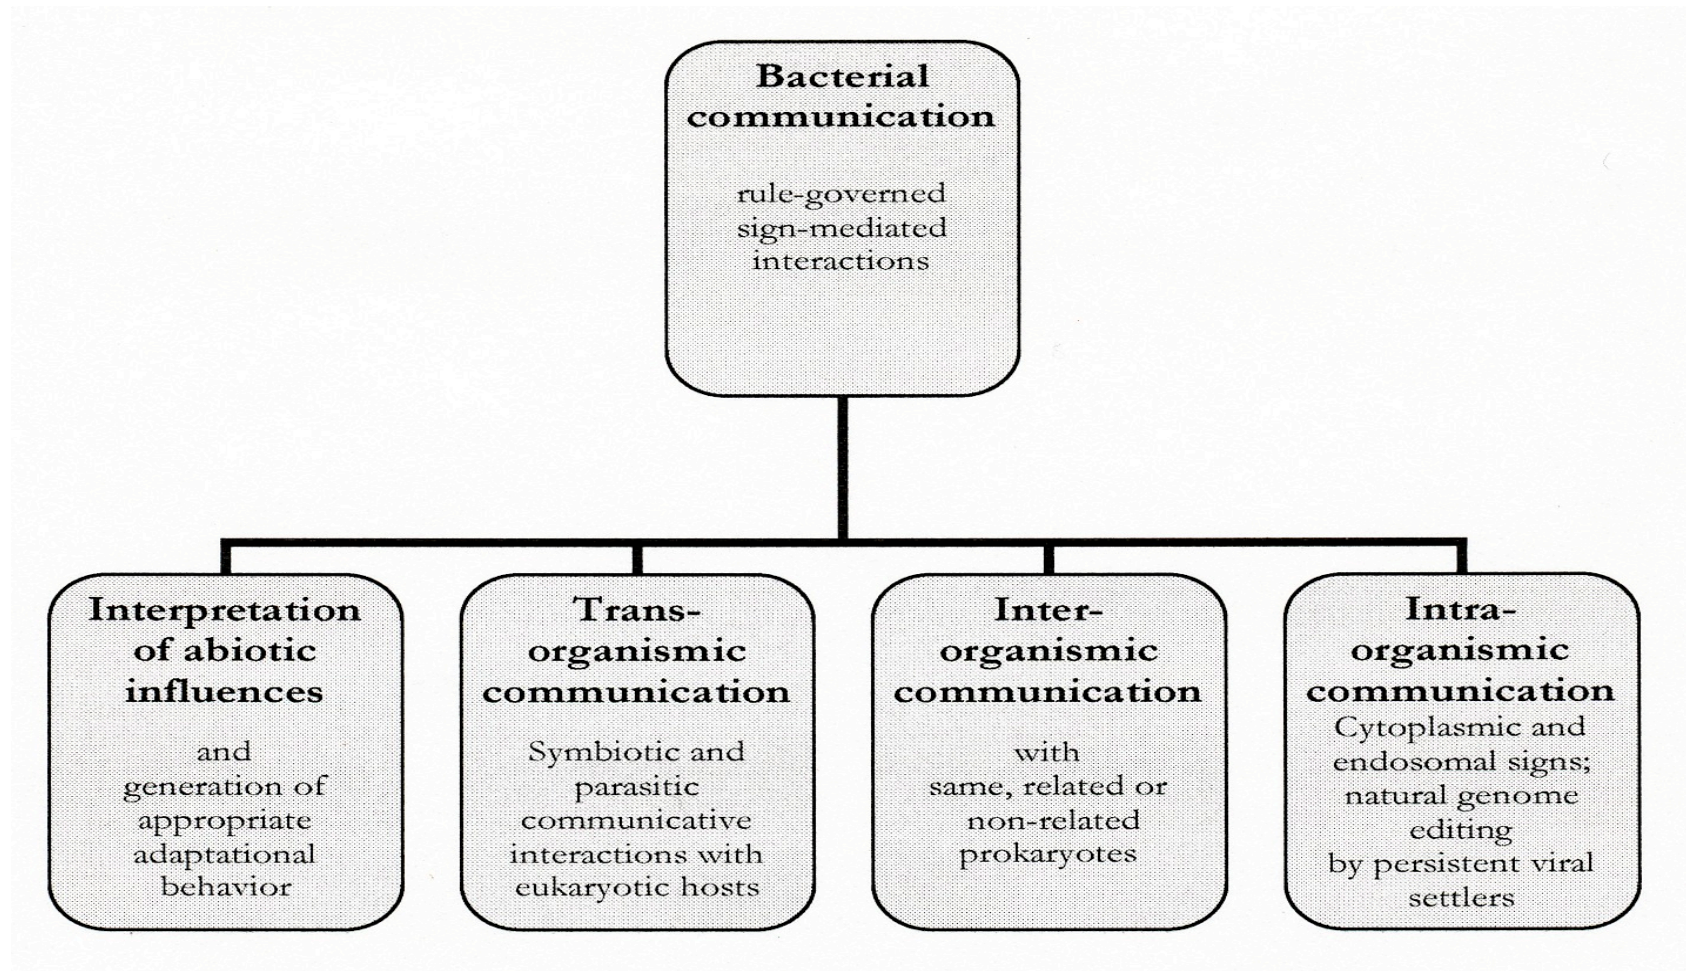 Bacterial
communication
rule-governed
sign-mediated
interactions
Interpretation
of abiotic
influences
and
generation of
appropriate
adaptational
behavior
Trans-
organismic
communication
Symbiotic and
parasitic
communicative
interactions with
eukaryotic hosts
Inter-
organismic
communication
with
same, related or
non-related
prokaryotes
Intra-
organismic
communication
Cytoplasmic and
endosomal signs;
natural genome
editing
by persistent viral
settlers